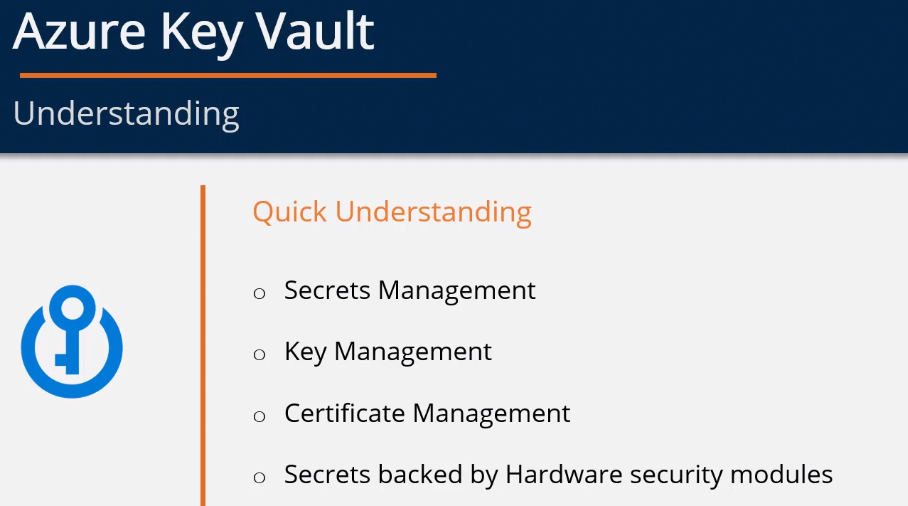 Azure Key Vault
Understanding
Quick Understanding
Secrets Management
Key Management
Certificate Management
Secrets backed by Hardware security modules